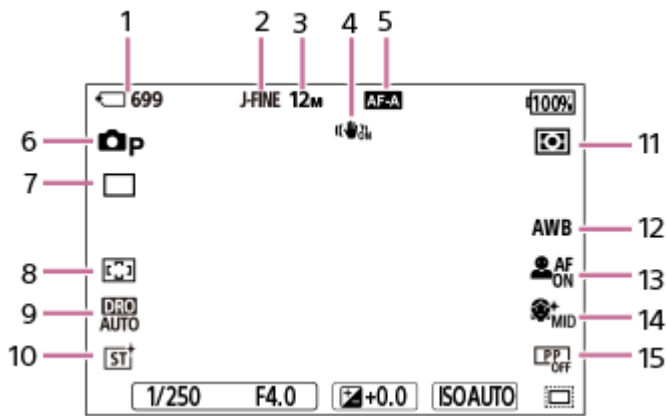 1 2 3 4 5
699 J-FINE 12M AF-A 100%
ON
6 P 11
7
AWB 12
8 AF ON 13
9 DRO AUTO
MID 14
10 ST+ PP OFF 15
1/250 F4.0 +0.0 ISO AUTO